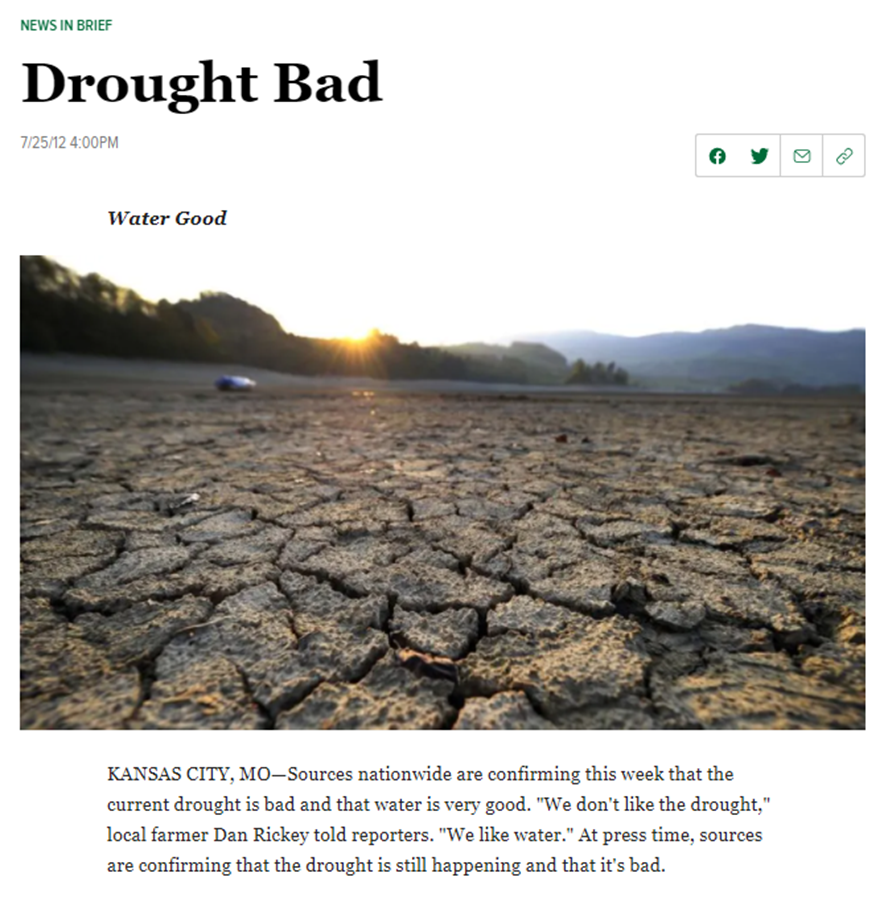 NEWS IN BRIEF
Drought Bad
7/25/12 4:00PM
Water Good
KANSAS CITY, MO—Sources nationwide are confirming this week that the
current drought is bad and that water is very good. "We don't like the drought,"
local farmer Dan Rickey told reporters. "We like water." At press time, sources
are confirming that the drought is still happening and that it's bad.